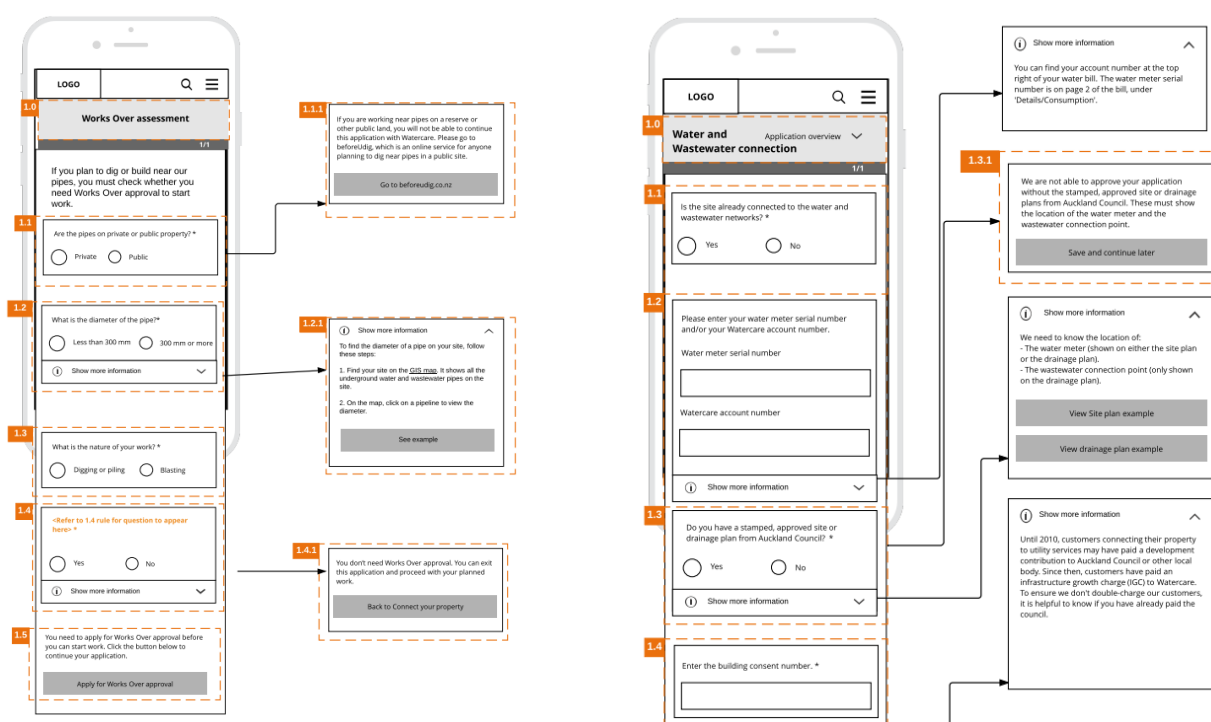 LOGO
1.0
Works Over assessment
1/1
If you plan to dig or build near our
pipes, you must check whether you
need Works Over approval to start
work.
1.1
Are the pipes on private or public property? *
Private
Public
1.2
What is the diameter of the pipe?*
Less than 300 mm
300 mm or more
Show more information
1.3
What is the nature of your work? *
Digging or piling
Blasting
1.4
<Refer to 1.4 rule for question to appear
here> *
Yes
No
Show more information
1.5
You need to apply for Works Over approval before
you can start work. Click the button below to
continue your application.
Apply for Works Over approval
1.1.1
If you are working near pipes on a reserve or
other public land, you will not be able to continue
this application with Watercare. Please go to
beforeUdig, which is an online service for anyone
planning to dig near pipes in a public site.
Go to beforeudig.co.nz
1.2.1
Show more information
To find the diameter of a pipe on your site, follow
these steps:
1. Find your site on the GIS map. It shows all the
underground water and wastewater pipes on the
site.
2. On the map, click on a pipeline to view the
diameter.
See example
1.4.1
You don't need Works Over approval. You can exit
this application and proceed with your planned
work.
Back to Connect your property
LOGO
1.0
Water and
Wastewater connection
Application overview
1/1
1.1
Is the site already connected to the water and
wastewater networks? *
Yes
No
1.2
Please enter your water meter serial number
and/or your Watercare account number.
Water meter serial number
Watercare account number
Show more information
1.3
Do you have a stamped, approved site or
drainage plan from Auckland Council? *
Yes
No
Show more information
1.4
Enter the building consent number. *
Show more information
You can find your account number at the top
right of your water bill. The water meter serial
number is on page 2 of the bill, under
'Details/Consumption'.
1.3.1
We are not able to approve your application
without the stamped, approved site or drainage
plans from Auckland Council. These must show
the location of the water meter and the
wastewater connection point.
Save and continue later
Show more information
We need to know the location of:
- The water meter (shown on either the site plan
or the drainage plan).
- The wastewater connection point (only shown
on the drainage plan).
View Site plan example
View drainage plan example
Show more information
Until 2010, customers connecting their property
to utility services may have paid a development
contribution to Auckland Council or other local
body. Since then, customers have paid an
infrastructure growth charge (IGC) to Watercare.
To ensure we don't double-charge our customers,
it is helpful to know if you have already paid the
council.